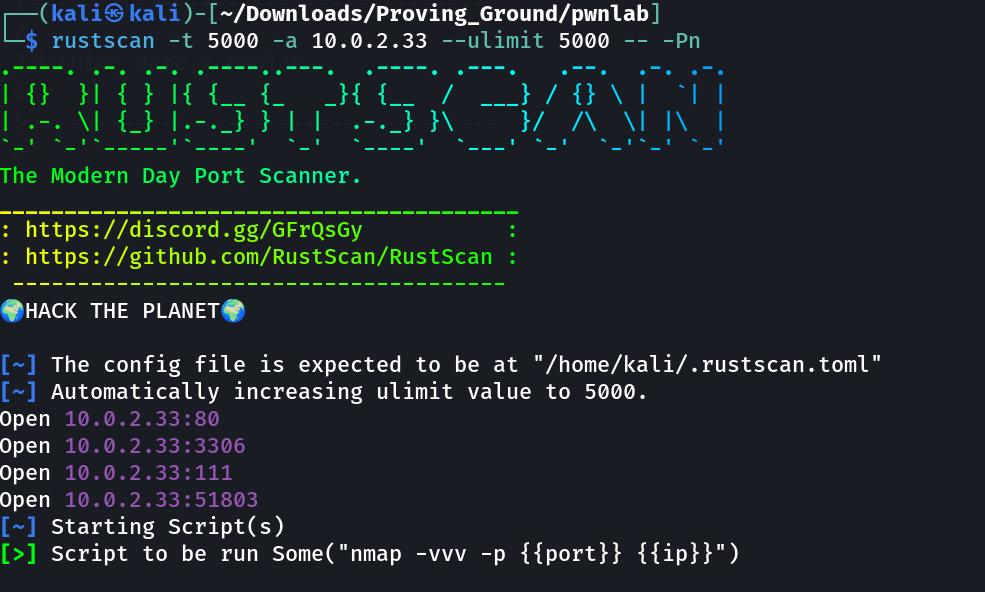 ┌──(kali㉿kali)-[~/Downloads/Proving_Ground/pwnlab]
└─$ rustscan -t 5000 -a 10.0.2.33 --ulimit 5000 -- -Pn
.----. .-. .-. .----..---.  .----. .---.   .--.  .-. .-.
| {}  }| { } |{ {__ {_   _}{ {__  /  ___} / {} \ |  `| |
| .-. \| {_} |.-._} } | |  .-._} }\     }/  /\  \| |\  |
`-' `-'`-----'`----'  `-'  `----'  `---' `-'  `-'`-' `-'
The Modern Day Port Scanner.
________________________________________
: https://discord.gg/GFrQsGy           :
: https://github.com/RustScan/RustScan :
 --------------------------------------
🌍HACK THE PLANET🌍
[~] The config file is expected to be at "/home/kali/.rustscan.toml"
[~] Automatically increasing ulimit value to 5000.
Open 10.0.2.33:80
Open 10.0.2.33:3306
Open 10.0.2.33:111
Open 10.0.2.33:51803
[~] Starting Script(s)
[>] Script to be run Some("nmap -vvv -p {{port}} {{ip}}")